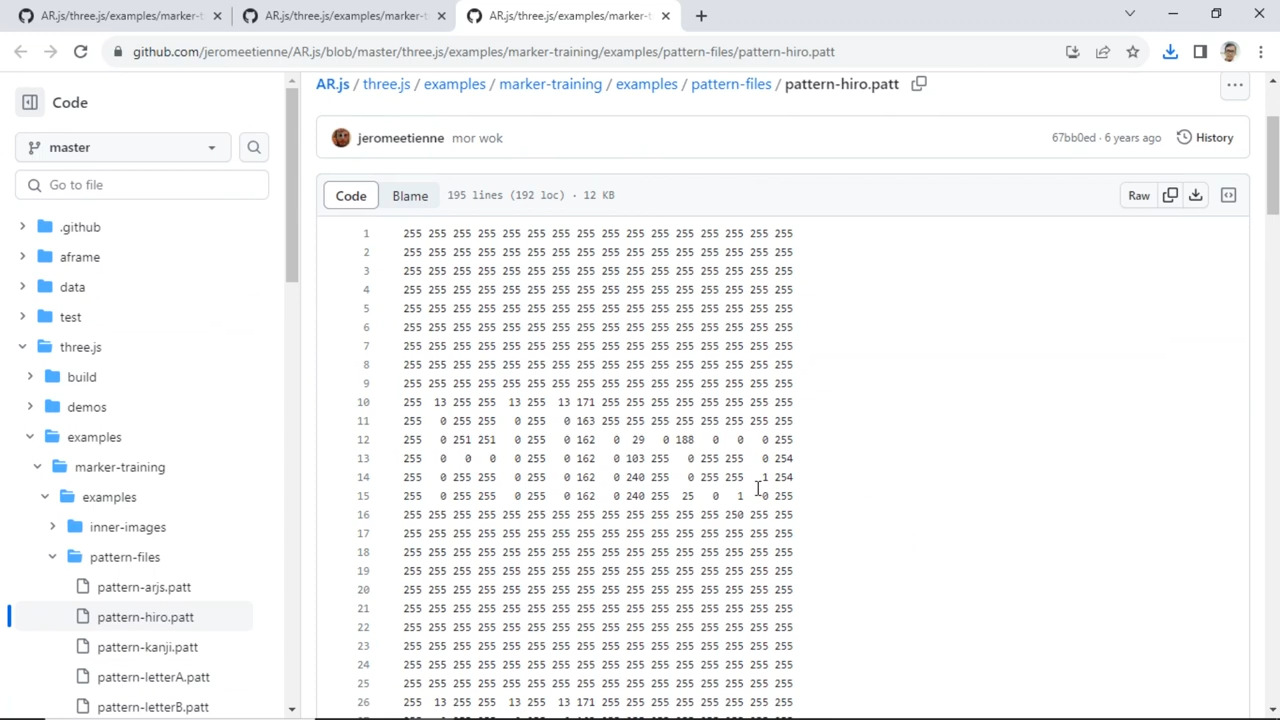 AR.js/three.js/examples/marker-t
AR.js/three.js/examples/marker-t
AR.js/three.js/examples/marker-t
github.com/jeromeetienne/AR.js/blob/master/three.js/examples/marker-training/examples/pattern-files/pattern-hiro.patt
Code
master
Go to file
.github
aframe
data
test
three.js
build
demos
examples
marker-training
examples
inner-images
pattern-files
pattern-arjs.patt
pattern-hiro.patt
pattern-kanji.patt
pattern-letterA.patt
pattern-letterB.patt
AR.js / three.js / examples / marker-training / examples / pattern-files / pattern-hiro.patt
jeromeetienne mor wok 67bb0ed · 6 years ago History
Code Blame 195 lines (192 loc) · 12 KB Raw
1 255 255 255 255 255 255 255 255 255 255 255 255 255 255 255 255
2 255 255 255 255 255 255 255 255 255 255 255 255 255 255 255 255
3 255 255 255 255 255 255 255 255 255 255 255 255 255 255 255 255
4 255 255 255 255 255 255 255 255 255 255 255 255 255 255 255 255
5 255 255 255 255 255 255 255 255 255 255 255 255 255 255 255 255
6 255 255 255 255 255 255 255 255 255 255 255 255 255 255 255 255
7 255 255 255 255 255 255 255 255 255 255 255 255 255 255 255 255
8 255 255 255 255 255 255 255 255 255 255 255 255 255 255 255 255
9 255 255 255 255 255 255 255 255 255 255 255 255 255 255 255 255
10 255 13 255 255 13 255 13 171 255 255 255 255 255 255 255 255
11 255 0 255 255 0 255 0 163 255 255 255 255 255 255 255 255
12 255 0 251 251 0 255 0 162 0 29 0 188 0 0 0 255
13 255 0 0 0 0 255 0 162 0 103 255 0 255 255 0 254
14 255 0 255 255 0 255 0 162 0 240 255 0 255 255 1 254
15 255 0 255 255 0 255 0 162 0 240 255 25 0 1 0 255
16 255 255 255 255 255 255 255 255 255 255 255 255 255 250 255 255
17 255 255 255 255 255 255 255 255 255 255 255 255 255 255 255 255
18 255 255 255 255 255 255 255 255 255 255 255 255 255 255 255 255
19 255 255 255 255 255 255 255 255 255 255 255 255 255 255 255 255
20 255 255 255 255 255 255 255 255 255 255 255 255 255 255 255 255
21 255 255 255 255 255 255 255 255 255 255 255 255 255 255 255 255
22 255 255 255 255 255 255 255 255 255 255 255 255 255 255 255 255
23 255 255 255 255 255 255 255 255 255 255 255 255 255 255 255 255
24 255 255 255 255 255 255 255 255 255 255 255 255 255 255 255 255
25 255 255 255 255 255 255 255 255 255 255 255 255 255 255 255 255
26 255 13 255 255 13 255 13 171 255 255 255 255 255 255 255 255